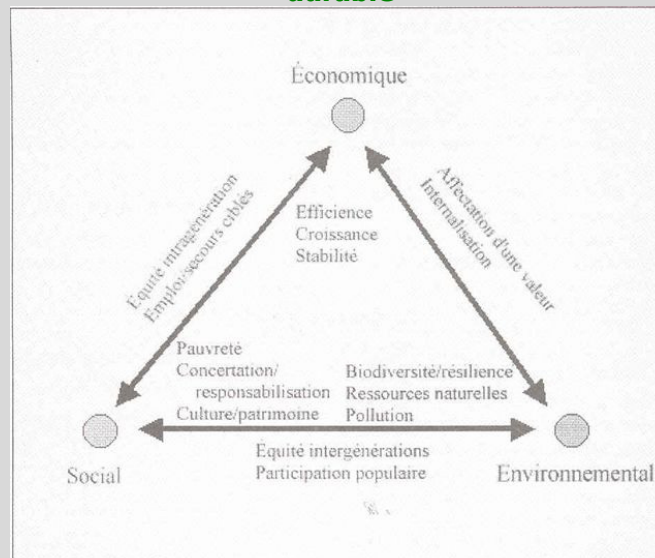 durable
Économique
Équité intragénération
Emploi/secours ciblés
Affectation d'une valeur
Internalisation
Efficience
Croissance
Stabilité
Pauvreté
Concertation/
responsabilisation
Culture/patrimoine
Biodiversité/résilience
Ressources naturelles
Pollution
Équité intergénérations
Participation populaire
Social
Environnemental